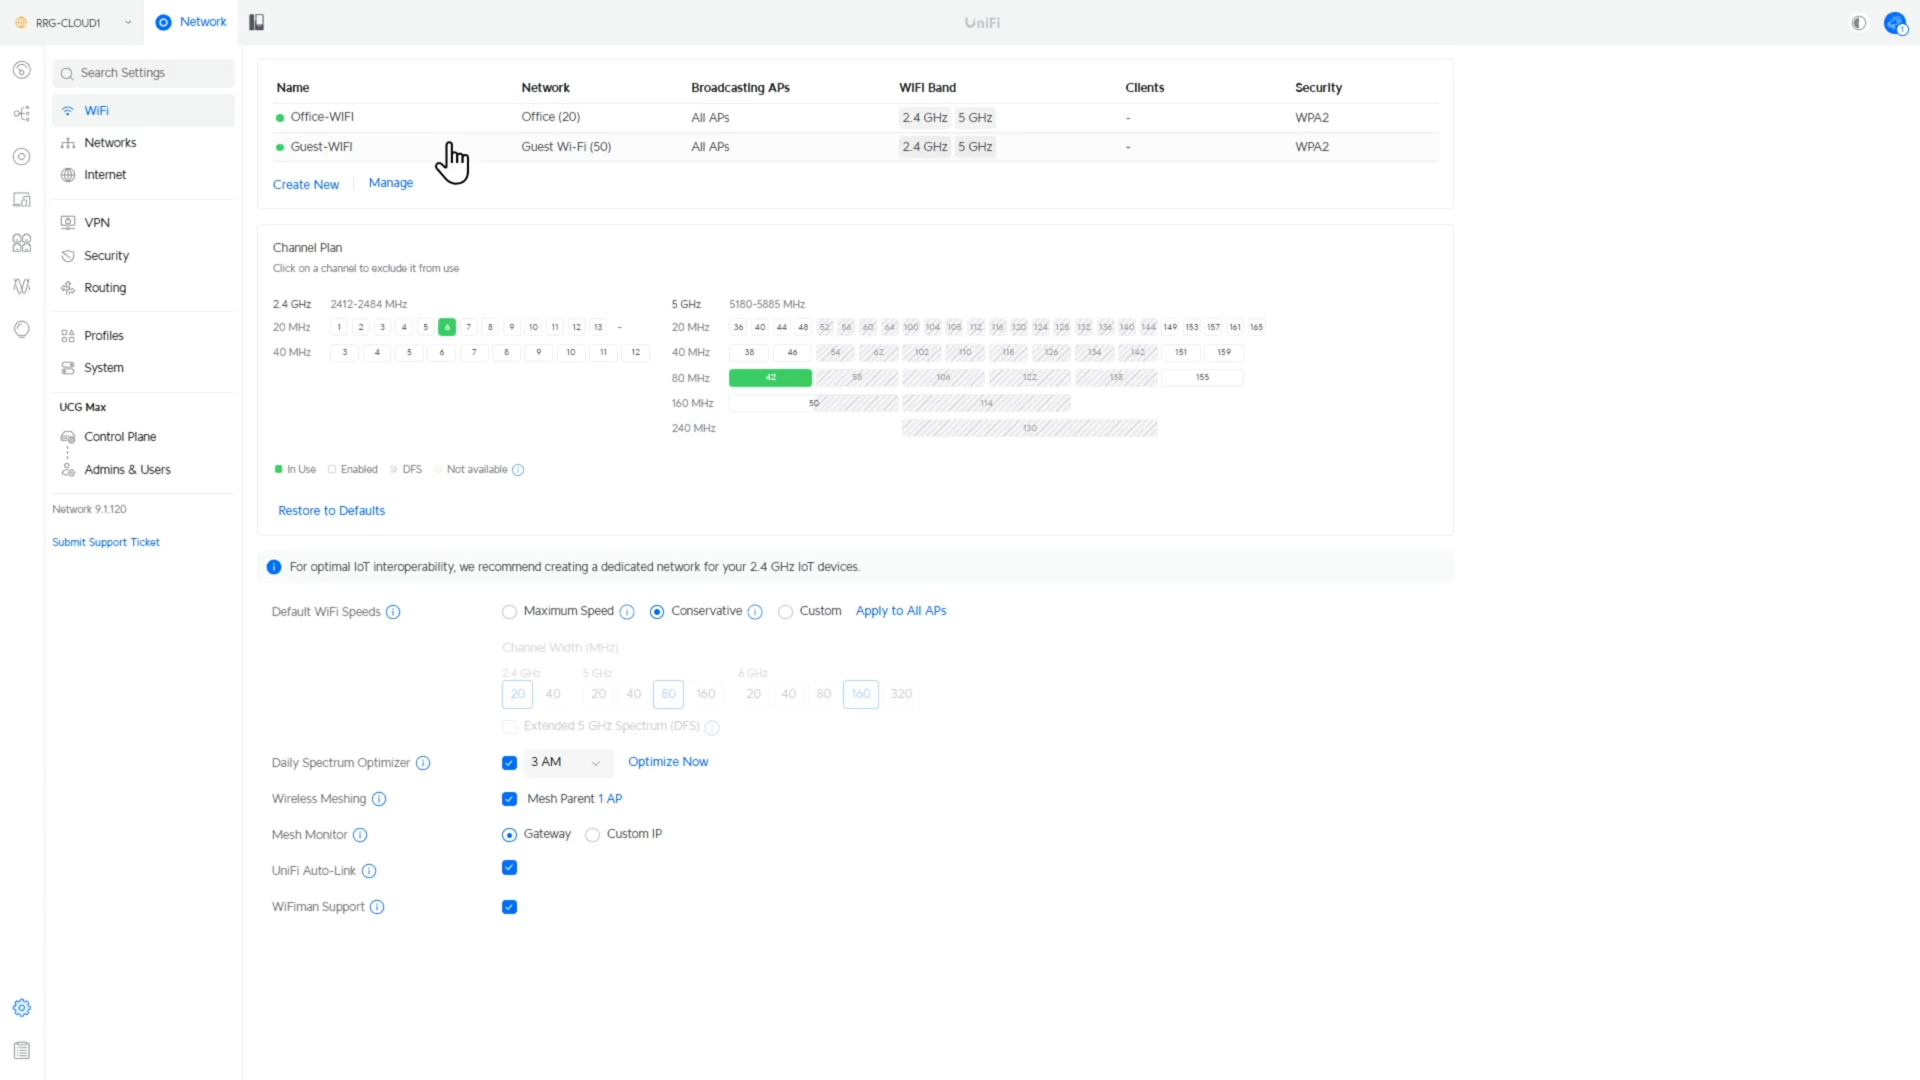 RRG-CLOUD1
Network
UniFi
1
Search Settings
WiFi
Networks
Internet
VPN
Security
Routing
Profiles
System
UCG Max
Control Plane
Admins & Users
Network 9.1.120
Submit Support Ticket
Name Network Broadcasting APs WiFi Band Clients Security
Office-WIFI Office (20) All APs 2.4 GHz 5 GHz - WPA2
Guest-WIFI Guest Wi-Fi (50) All APs 2.4 GHz 5 GHz - WPA2
Create New Manage
Channel Plan
Click on a channel to exclude it from use
2.4 GHz 2412-2484 MHz
20 MHz 1 2 3 4 5 6 7 8 9 10 11 12 13 -
40 MHz 3 4 5 6 7 8 9 10 11 12
5 GHz 5180-5885 MHz
20 MHz 36 40 44 48 52 56 60 64 100 104 108 112 116 120 124 128 132 136 140 144 149 153 157 161 165
40 MHz 38 46 54 62 102 110 118 126 134 142 151 159
80 MHz 42 58 106 122 138 155
160 MHz 50 114
240 MHz 130
In Use Enabled DFS Not available
Restore to Defaults
For optimal IoT interoperability, we recommend creating a dedicated network for your 2.4 GHz IoT devices.
Default WiFi Speeds Maximum Speed Conservative Custom Apply to All APs
Channel Width (MHz)
2.4 GHz 5 GHz 6 GHz
20 40 20 40 80 160 20 40 80 160 320
Extended 5 GHz Spectrum (DFS)
Daily Spectrum Optimizer 3 AM Optimize Now
Wireless Meshing Mesh Parent 1 AP
Mesh Monitor Gateway Custom IP
UniFi Auto-Link
WiFiman Support